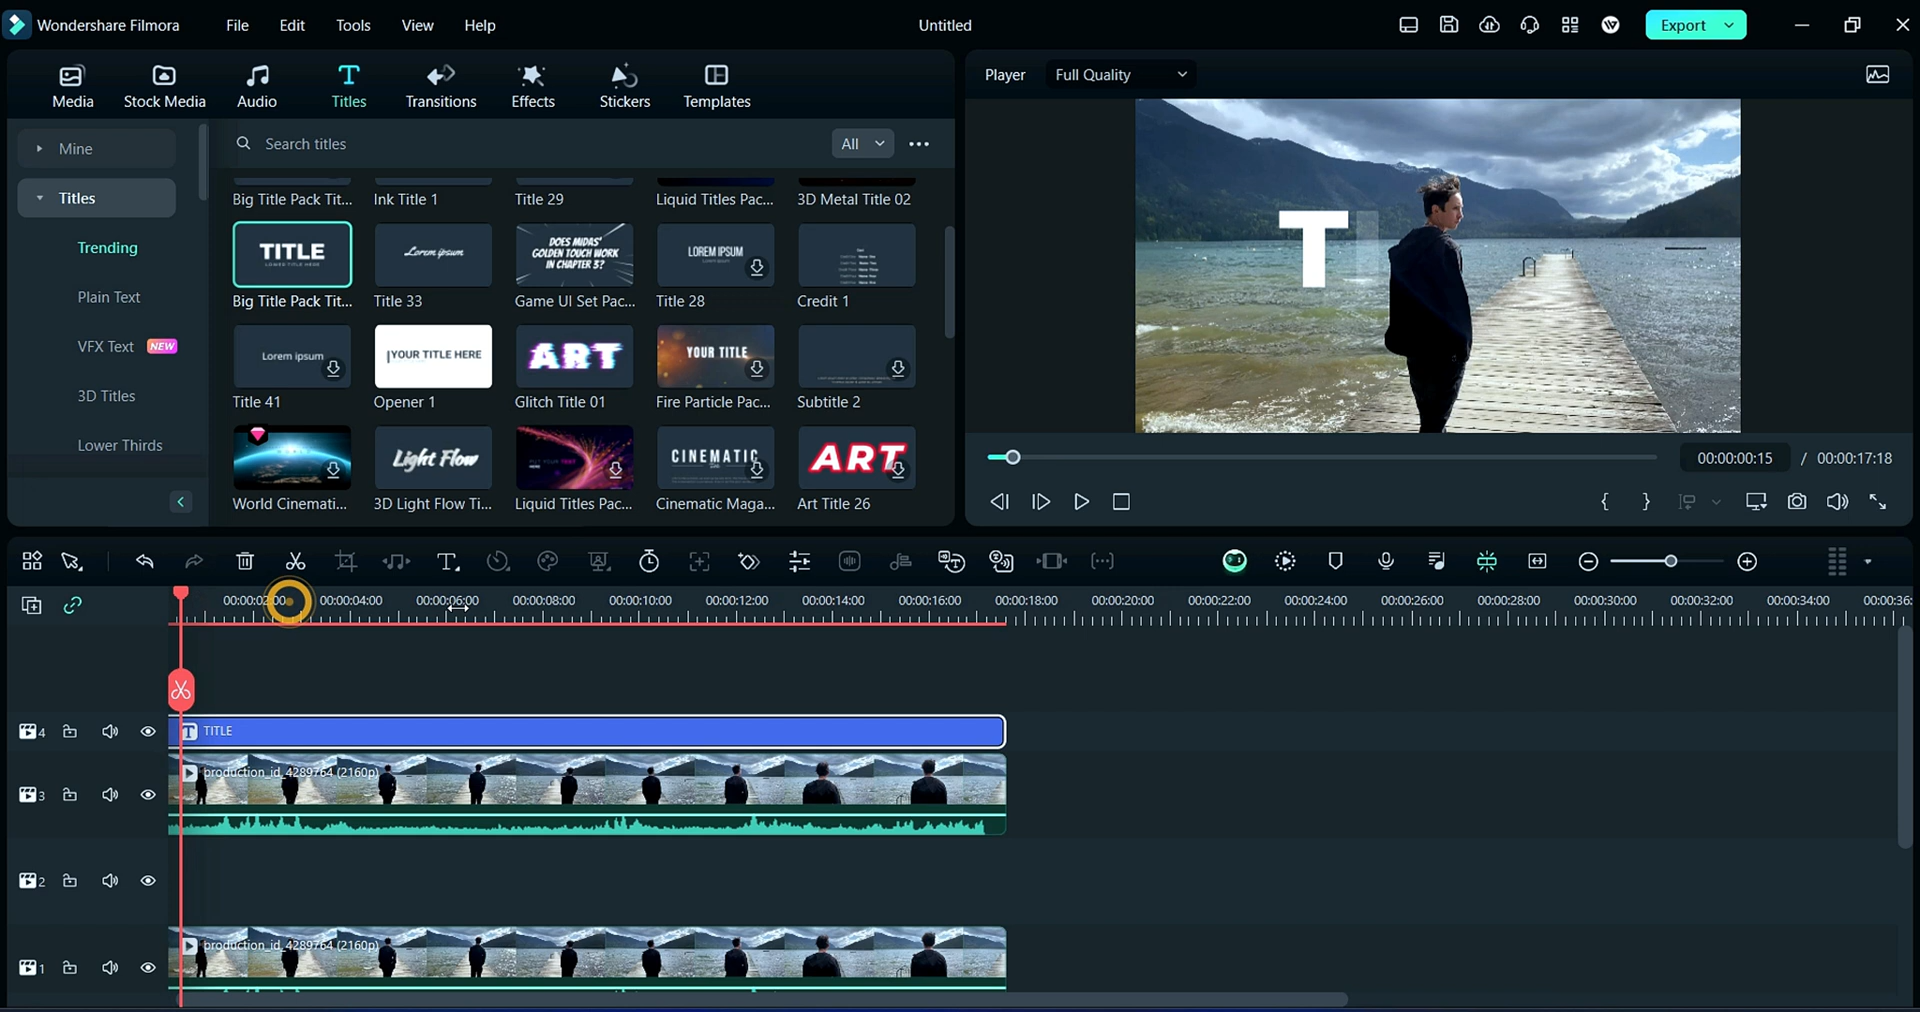 Wondershare Filmora File Edit Tools View Help Untitled Export
Media Stock Media Audio Titles Transitions Effects Stickers Templates
Player Full Quality
Mine
Search titles All
Titles
Big Title Pack Tit... Ink Title 1 Title 29 Liquid Titles Pac... 3D Metal Title 02
Trending
TITLE
LOWER TITLE HERE
Lorem ipsum
DOES MIDAS'
GOLDEN TOUCH WORK
IN CHAPTER 3?
LOREM IPSUM
T
Big Title Pack Tit... Title 33 Game UI Set Pac... Title 28 Credit 1
Plain Text
VFX Text NEW
Lorem ipsum
YOUR TITLE HERE
ART
YOUR TITLE
3D Titles
Title 41 Opener 1 Glitch Title 01 Fire Particle Pac... Subtitle 2
Lower Thirds
Light Flow
CINEMATIC
ART
World Cinemati... 3D Light Flow Ti... Liquid Titles Pac... Cinematic Maga... Art Title 26
00:00:00:15 / 00:00:17:18
00:00:02:00 00:00:04:00 00:00:06:00 00:00:08:00 00:00:10:00 00:00:12:00 00:00:14:00 00:00:16:00 00:00:18:00 00:00:20:00 00:00:22:00 00:00:24:00 00:00:26:00 00:00:28:00 00:00:30:00 00:00:32:00 00:00:34:00 00:00:36:
4 T TITLE
production_id_4289764 (2160p)
3
2
production_id_4289764 (2160p)
1